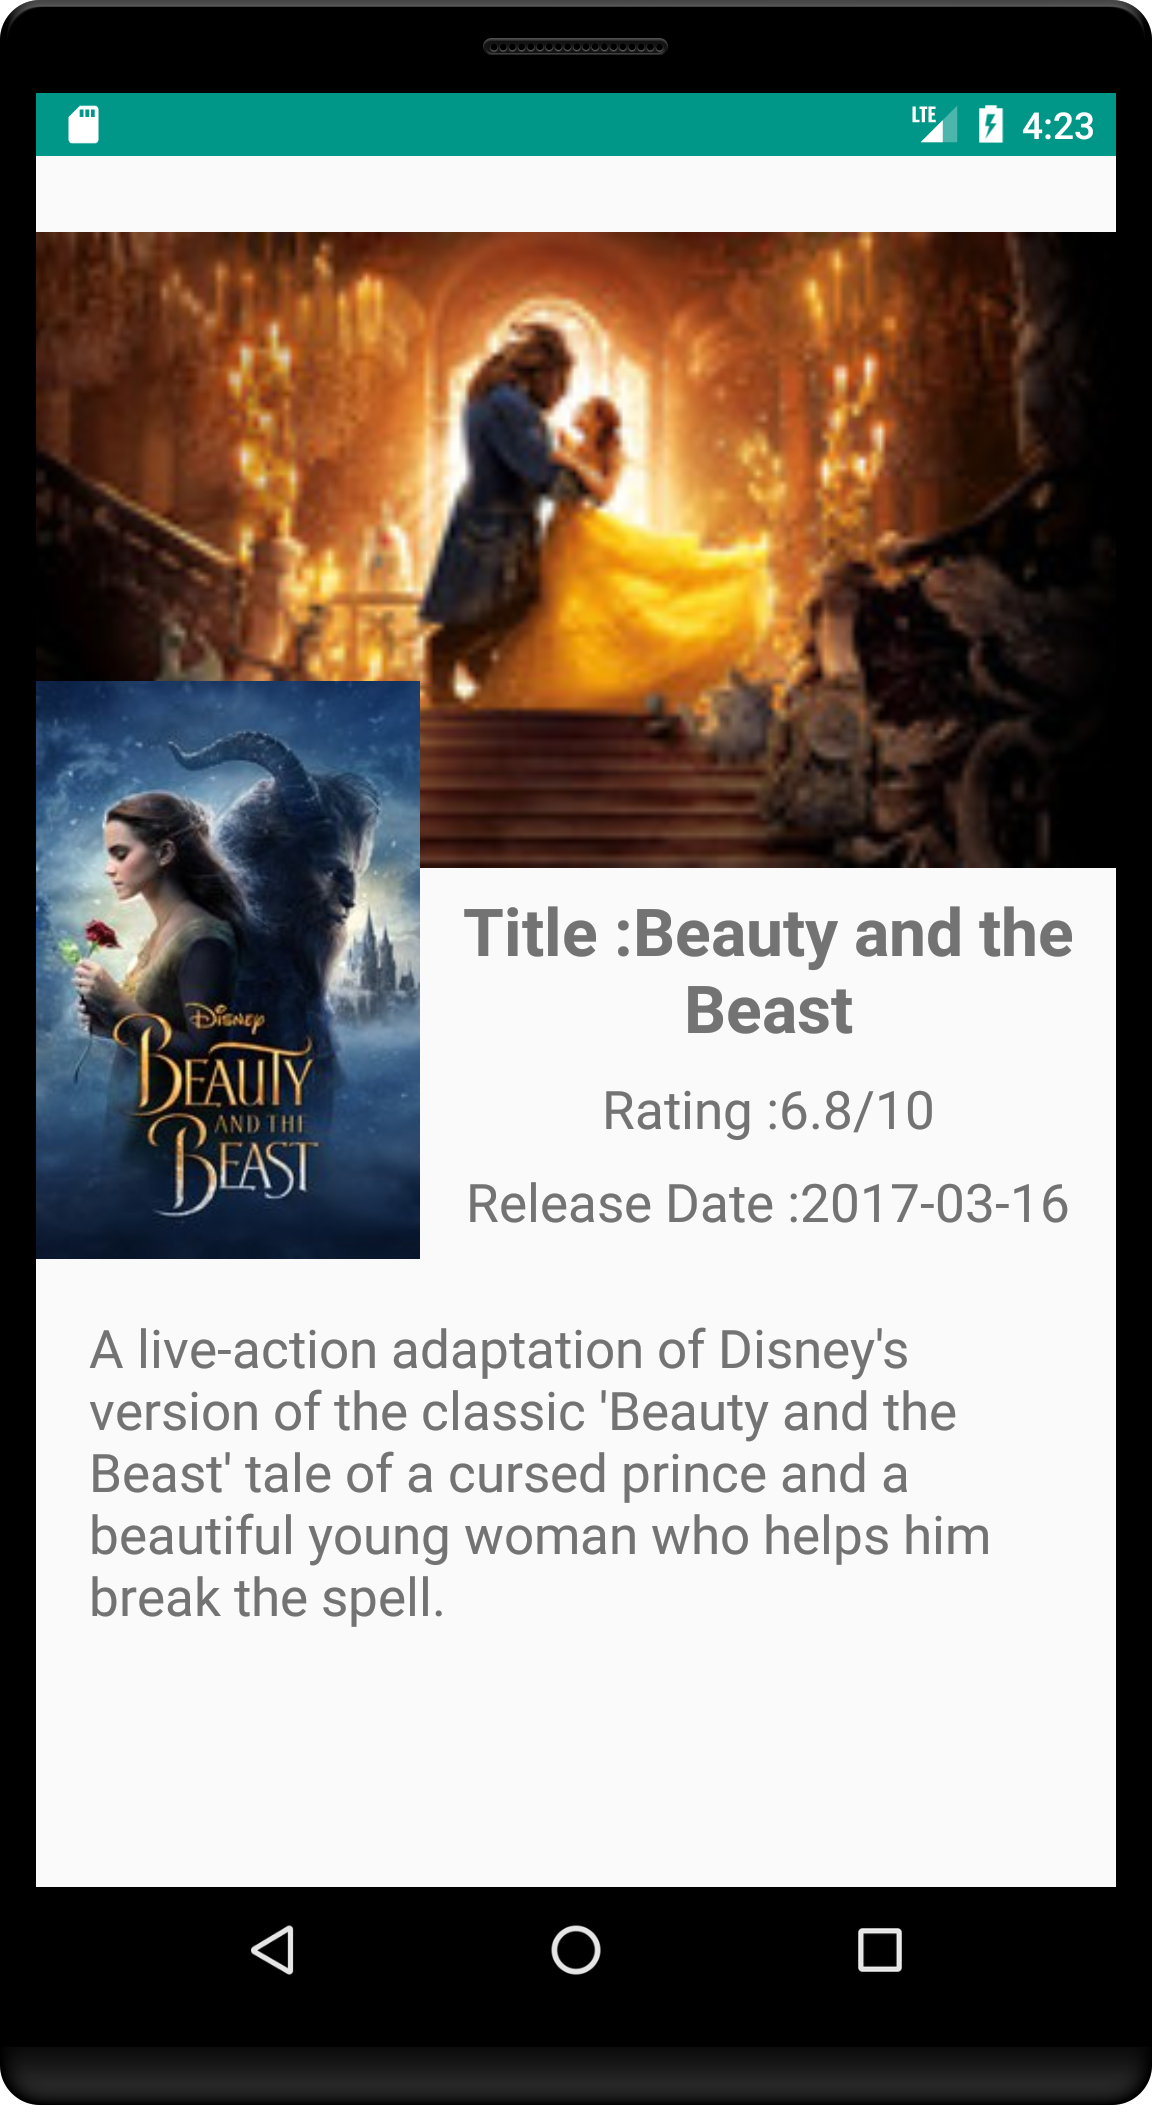 LTE 4:23
Title :Beauty and the
Beast
Rating :6.8/10
Release Date :2017-03-16
Disney
BEAUTY
AND THE
BEAST
A live-action adaptation of Disney's
version of the classic 'Beauty and the
Beast' tale of a cursed prince and a
beautiful young woman who helps him
break the spell.